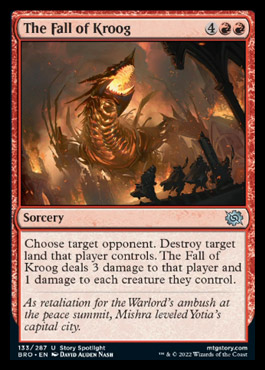 The Fall of Kroog 4
Sorcery
Choose target opponent. Destroy target
land that player controls. The Fall of
Kroog deals 3 damage to that player and
1 damage to each creature they control.
As retaliation for the Warlord's ambush at
the peace summit, Mishra leveled Yotia's
capital city.
133/287 U Story Spotlight mtgstory.com
BRO • EN David Auden Nash ™ & © 2022 Wizards of the Coast